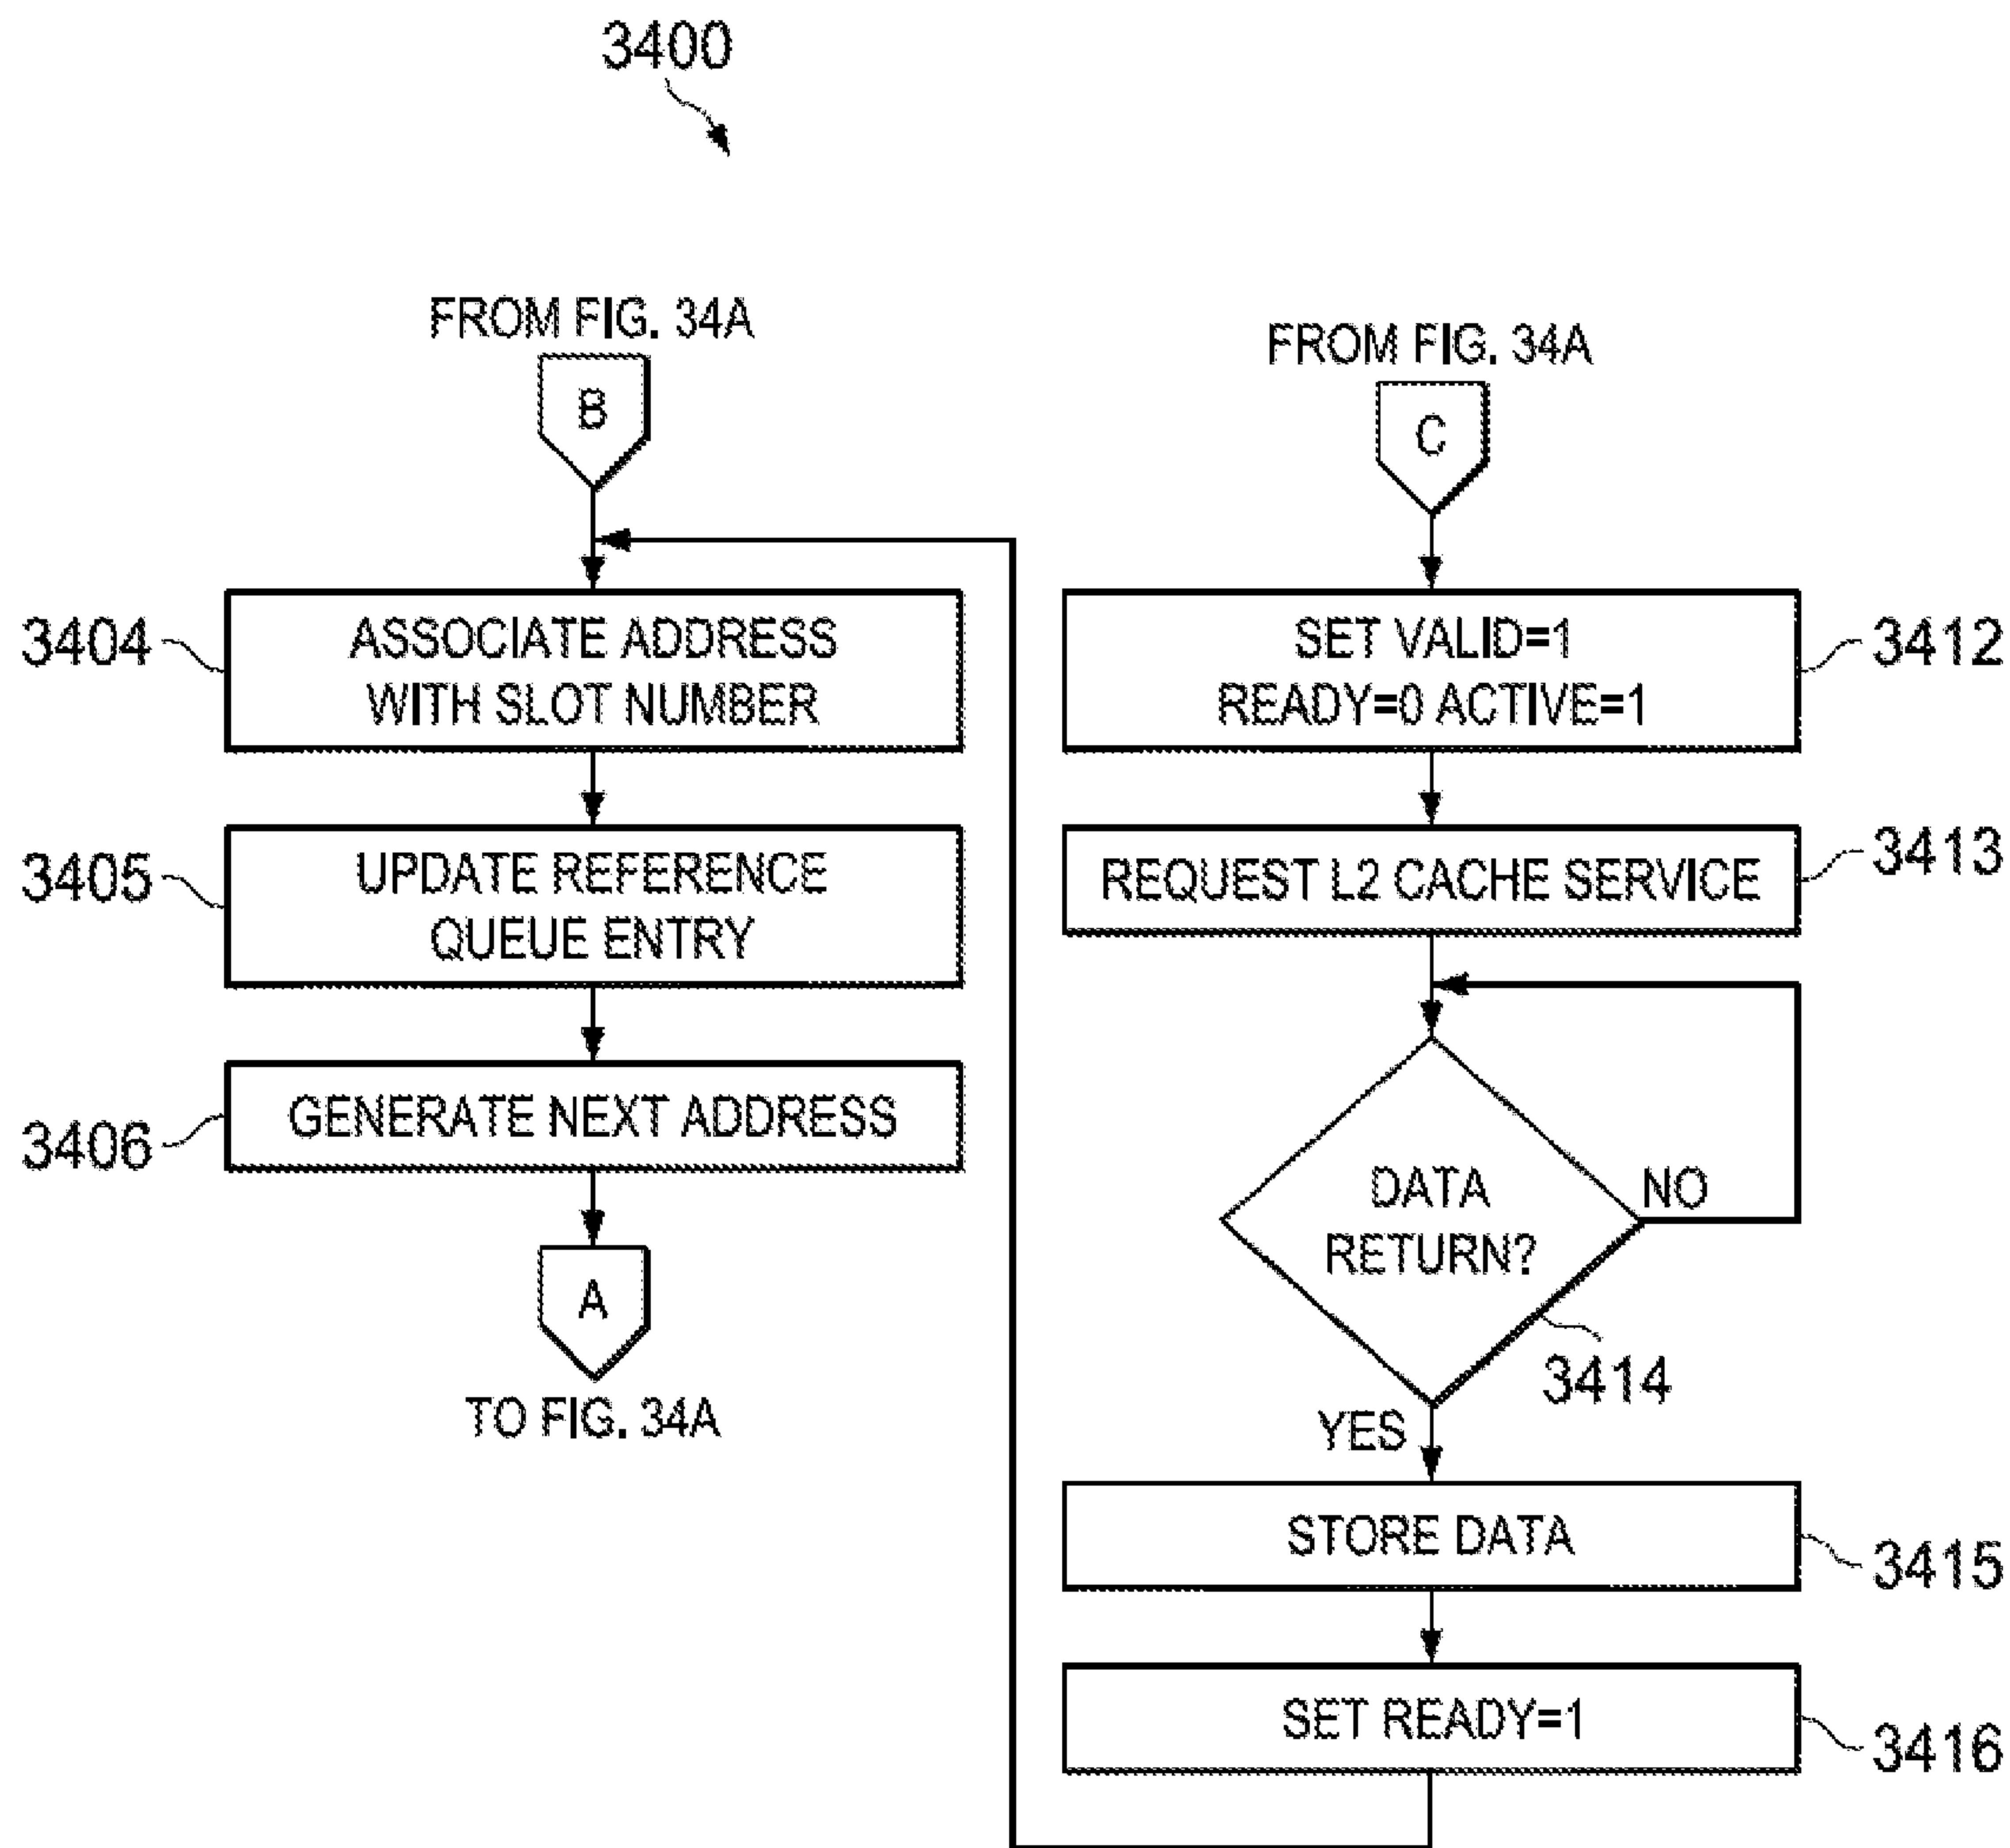 3400
FROM FIG. 34A
B
3404
ASSOCIATE ADDRESS
WITH SLOT NUMBER
3405
UPDATE REFERENCE
QUEUE ENTRY
3406
GENERATE NEXT ADDRESS
A
TO FIG. 34A
FROM FIG. 34A
C
SET VALID=1
READY=0 ACTIVE=1
3412
REQUEST L2 CACHE SERVICE
3413
DATA
RETURN?
NO
3414
YES
STORE DATA
3415
SET READY=1
3416